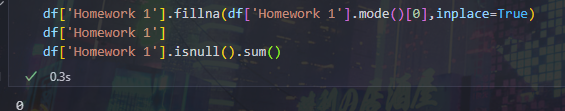 df['Homework 1'].fillna(df['Homework 1'].mode()[0],inplace=True)
df['Homework 1']
df['Homework 1'].isnull().sum()
✓ 0.3s
0